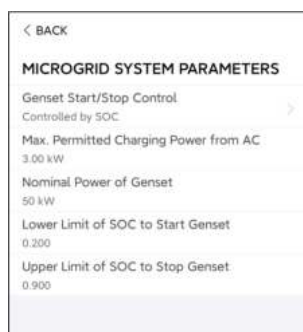 < BACK
MICROGRID SYSTEM PARAMETERS
Genset Start/Stop Control
Controlled by SOC
Max. Permitted Charging Power from AC
3.00 kW
Nominal Power of Genset
50 kW
Lower Limit of SOC to Start Genset
0.200
Upper Limit of SOC to Stop Genset
0.900